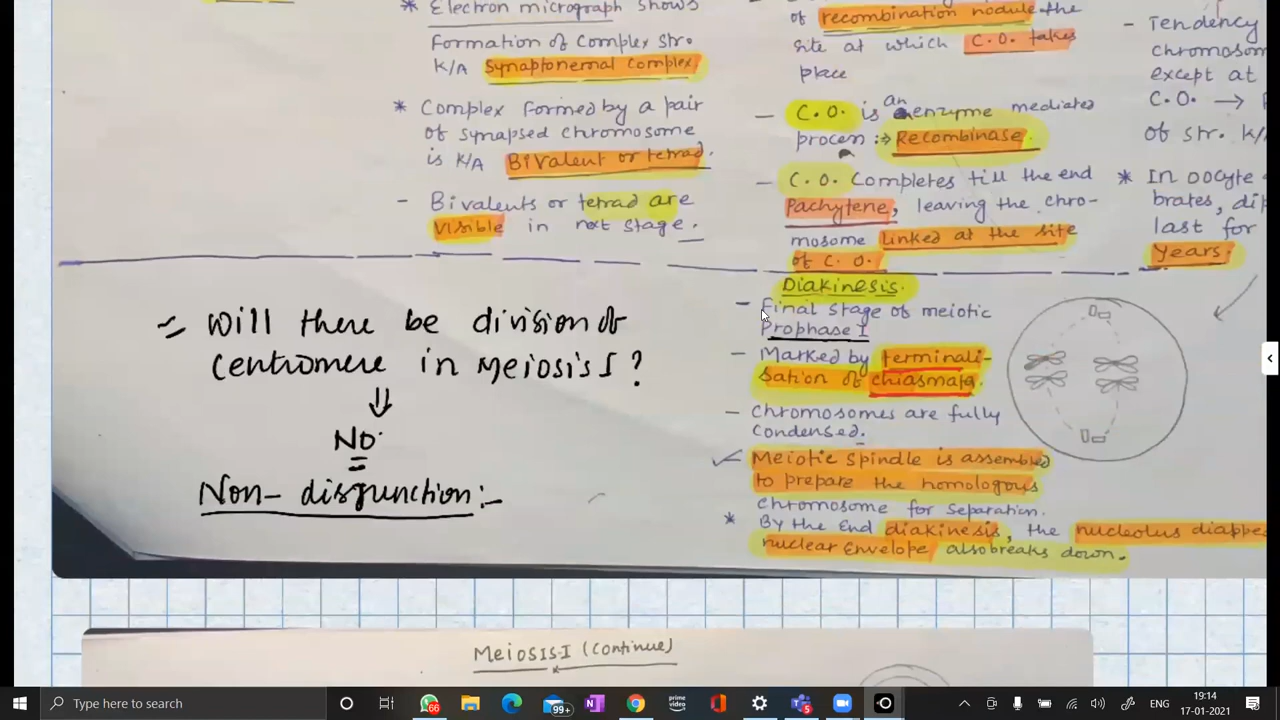 * Electron micrograph shows
Formation of Complex str.
K/A Synaptonemal Complex
* Complex formed by a pair
of synapsed chromosome
is K/A Bivalent or tetrad.
- Bivalents or tetrad are
visible in next stage.
of recombination nodule the
site at which C.O. takes
place
- C.O. is an enzyme mediated
process :⇒ Recombinase.
- C.O. Completes till the end
Pachytene, leaving the chro-
mosome linked at the site
of C.O.
- Tendency
chromosom
except at
C.O. →
of str. K/
* In oocyte
brates, di
last for
years
Diakinesis.
- Final stage of meiotic
Prophase I
- Marked by terminali-
sation of chiasmata.
- Chromosomes are fully
condensed.
Meiotic spindle is assembled
to prepare the homologous
chromosome for separation.
* By the end diakinesis, the nucleolus diappe
nuclear envelope also breaks down.
Will there be division of
Centromere in Meiosis I ?
⇓
NO
Non-disjunction:-
Meiosis-I (Continue)
Type here to search
66
99+
prime
video
5
ENG
19:14
17-01-2021